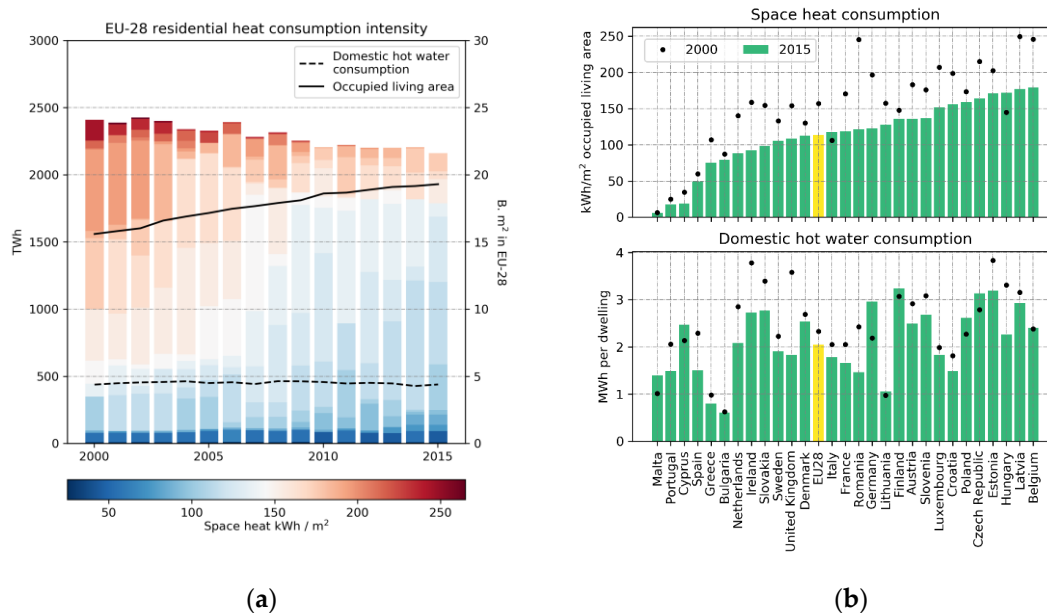 EU-28 residential heat consumption intensity
3000
2500
2000
1500
1000
500
0
TWh
Domestic hot water
consumption
Occupied living area
30
25
20
15
10
5
0
B. m² in EU-28
2000
2005
2010
2015
50
100
150
200
250
Space heat kWh / m²
(a)
Space heat consumption
2000
2015
250
200
150
100
50
0
kWh/m² occupied living area
Domestic hot water consumption
4
3
2
1
0
MWh per dwelling
Malta
Portugal
Cyprus
Spain
Greece
Bulgaria
Netherlands
Ireland
Slovakia
Sweden
United Kingdom
Denmark
EU28
Italy
France
Romania
Germany
Lithuania
Finland
Austria
Slovenia
Luxembourg
Croatia
Poland
Czech Republic
Estonia
Hungary
Latvia
Belgium
(b)